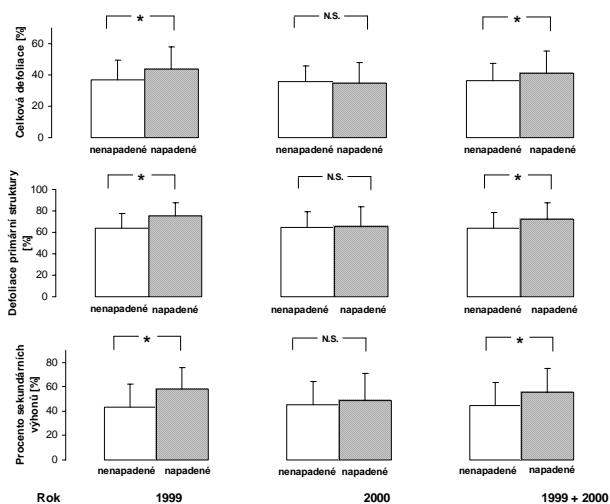 * N.S. *
Celková defoliace [%]
60
40
20
0
nenapadené napadené nenapadené napadené nenapadené napadené
* N.S. *
Defoliace primární struktury
[%]
100
80
60
40
20
0
nenapadené napadené nenapadené napadené nenapadené napadené
* N.S. *
Procento sekundárních
výhonů [%]
80
60
40
20
0
nenapadené napadené nenapadené napadené nenapadené napadené
Rok 1999 2000 1999 + 2000